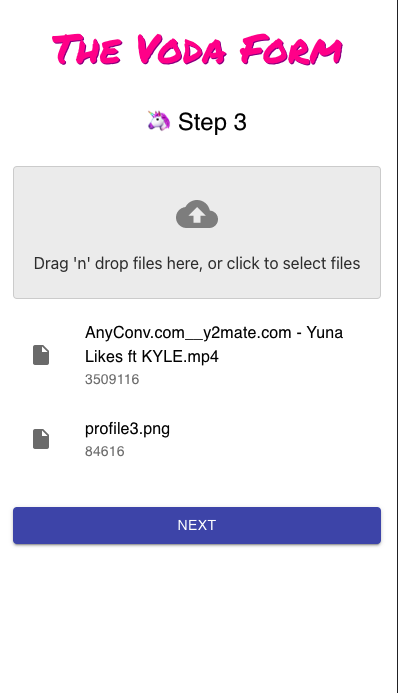 The Voda Form
🦄 Step 3
Drag 'n' drop files here, or click to select files
AnyConv.com__y2mate.com - Yuna
Likes ft KYLE.mp4
3509116
profile3.png
84616
NEXT